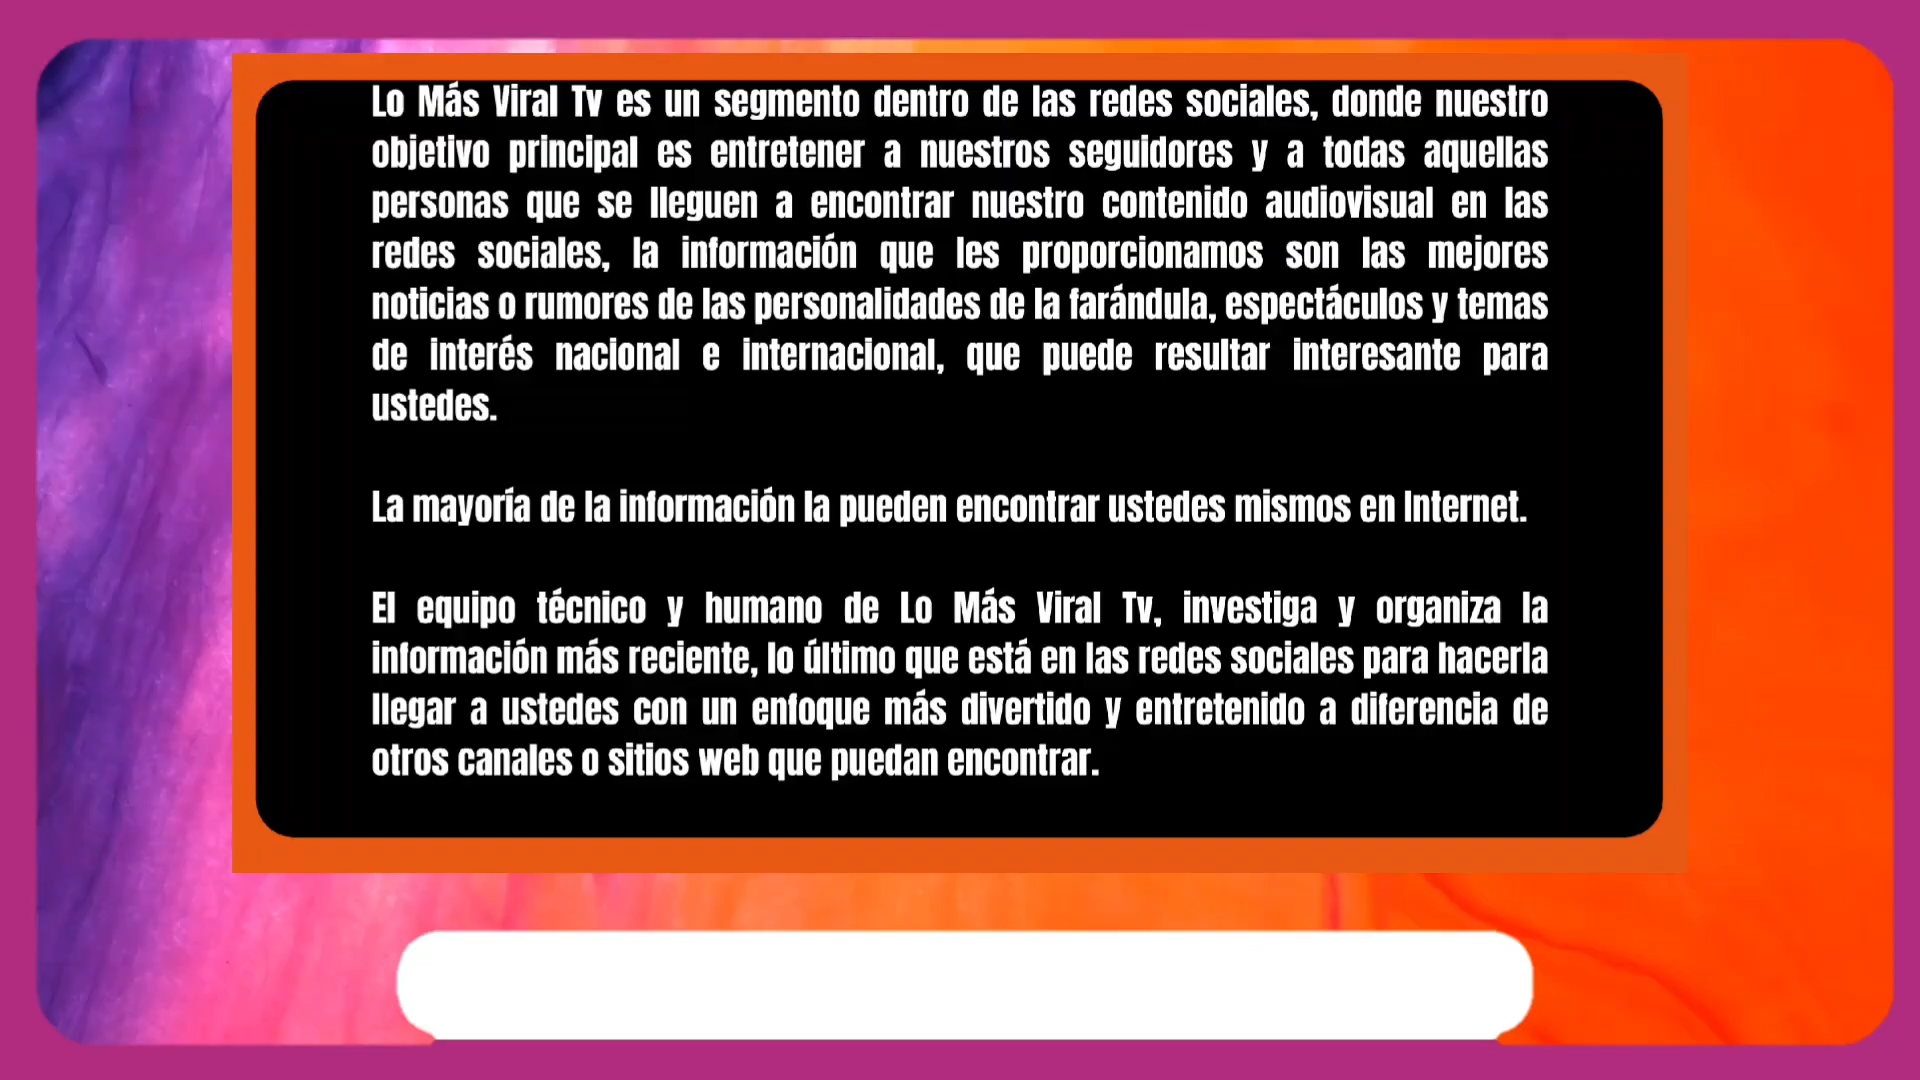 Lo Más Viral Tv es un segmento dentro de las redes sociales, donde nuestro
objetivo principal es entretener a nuestros seguidores y a todas aquellas
personas que se lleguen a encontrar nuestro contenido audiovisual en las
redes sociales, la información que les proporcionamos son las mejores
noticias o rumores de las personalidades de la farándula, espectáculos y temas
de interés nacional e internacional, que puede resultar interesante para
ustedes.
La mayoría de la información la pueden encontrar ustedes mismos en Internet.
El equipo técnico y humano de Lo Más Viral Tv, investiga y organiza la
información más reciente, lo último que está en las redes sociales para hacerla
llegar a ustedes con un enfoque más divertido y entretenido a diferencia de
otros canales o sitios web que puedan encontrar.